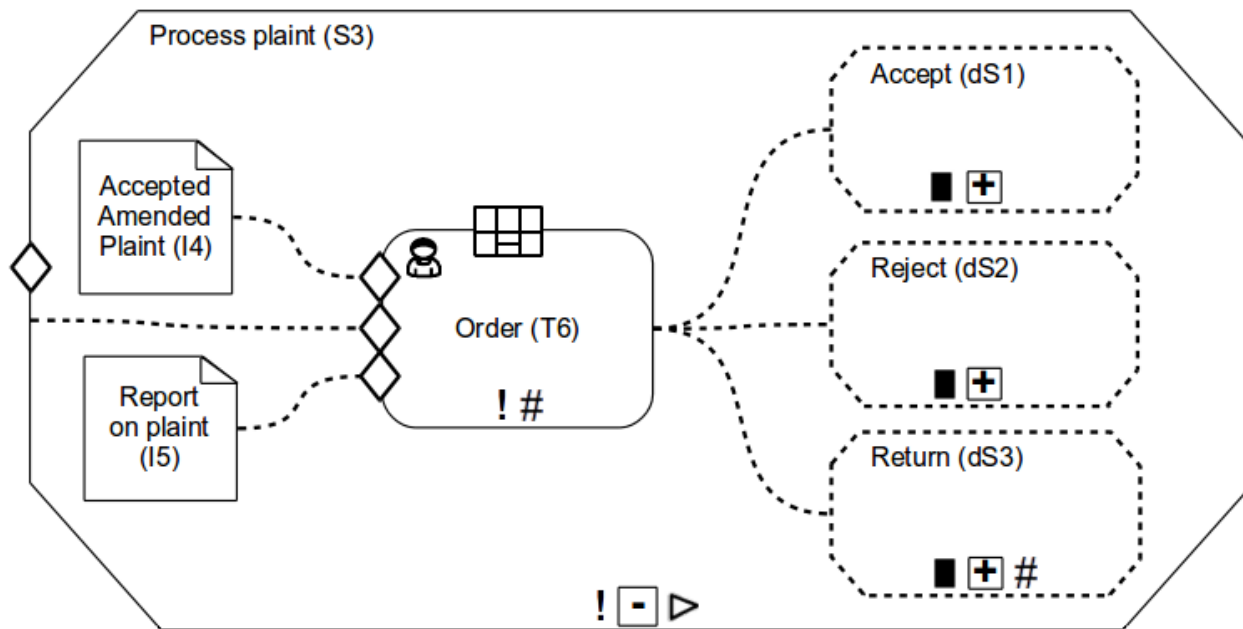 Process plaint (S3)
Accept (dS1)
Accepted
Amended
Plaint (I4)
Reject (dS2)
Order (T6)
! #
Report
on plaint
(I5)
Return (dS3)
#
!